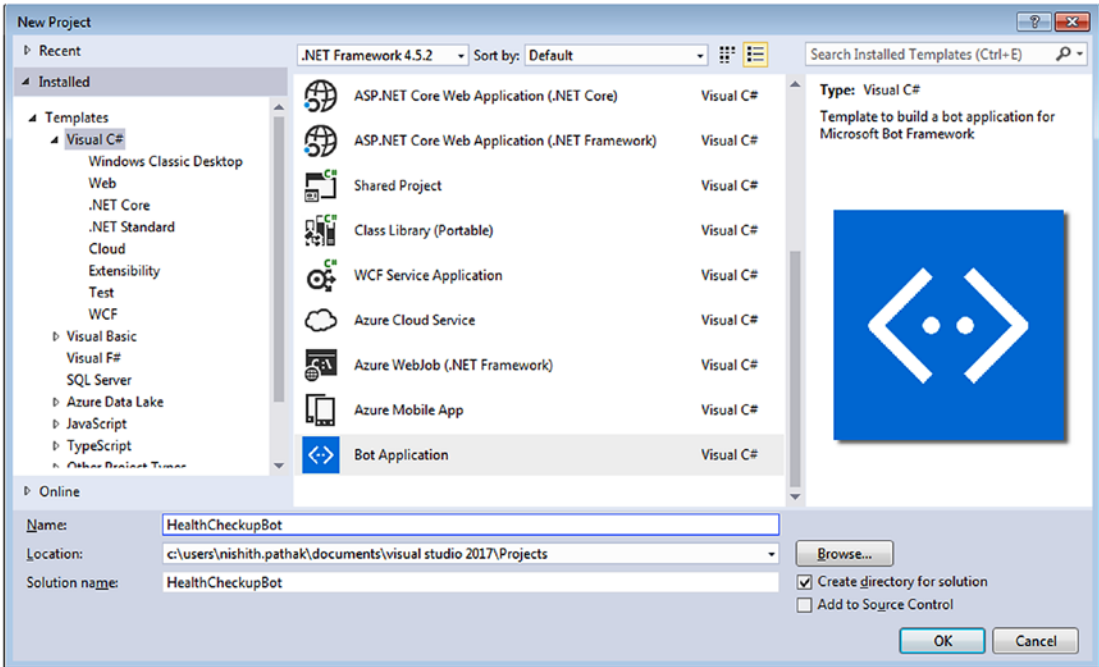 New Project
Recent
.NET Framework 4.5.2
Sort by: Default
Search Installed Templates (Ctrl+E)
Installed
Templates
Visual C#
Windows Classic Desktop
Web
.NET Core
.NET Standard
Cloud
Extensibility
Test
WCF
Visual Basic
Visual F#
SQL Server
Azure Data Lake
JavaScript
TypeScript
Other Project Types
Online
ASP.NET Core Web Application (.NET Core) Visual C#
ASP.NET Core Web Application (.NET Framework) Visual C#
Shared Project Visual C#
Class Library (Portable) Visual C#
WCF Service Application Visual C#
Azure Cloud Service Visual C#
Azure WebJob (.NET Framework) Visual C#
Azure Mobile App Visual C#
Bot Application Visual C#
Type: Visual C#
Template to build a bot application for
Microsoft Bot Framework
Name: HealthCheckupBot
Location: c:\users\nishith.pathak\documents\visual studio 2017\Projects
Browse...
Solution name: HealthCheckupBot
Create directory for solution
Add to Source Control
OK Cancel